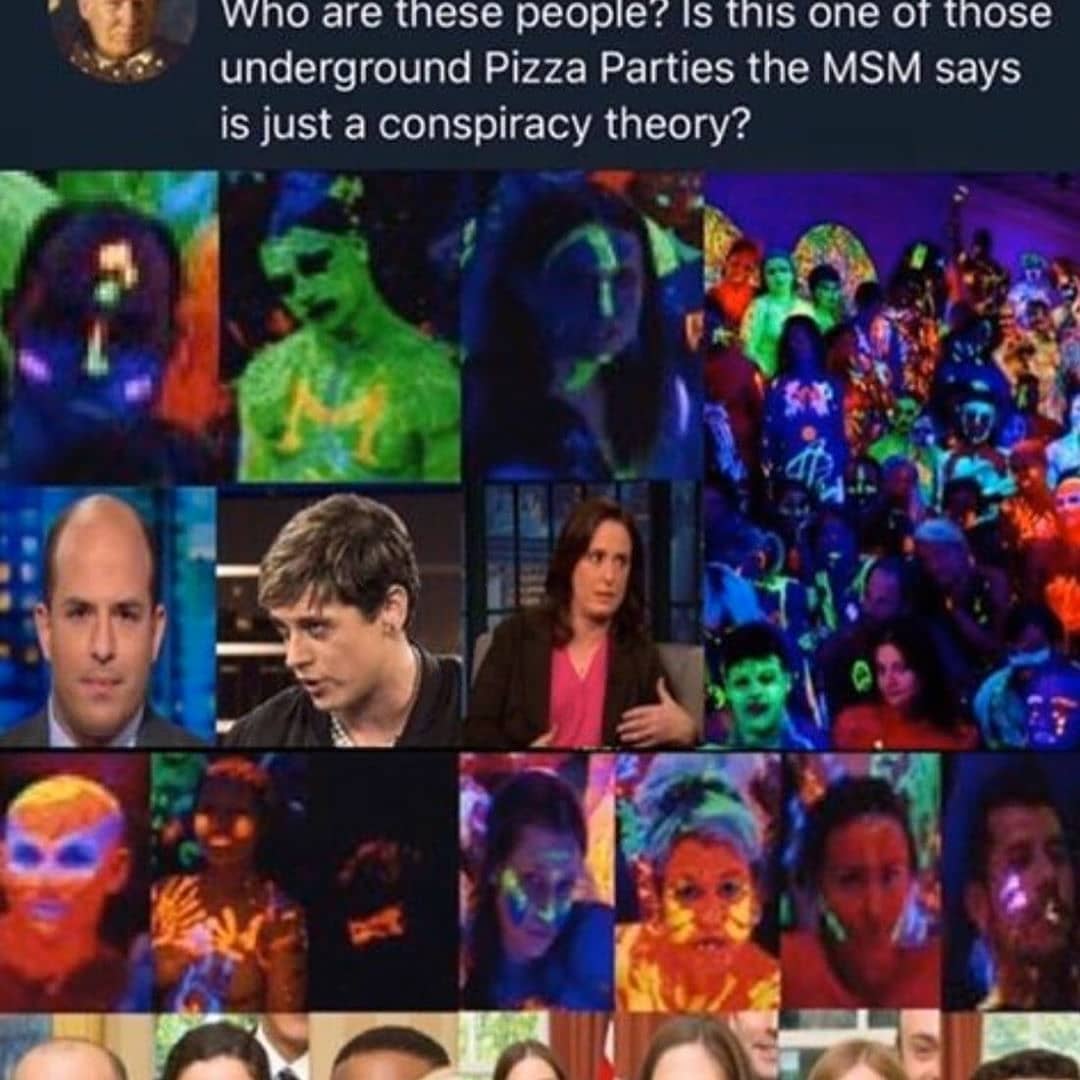 Who are these people? Is this one of those
underground Pizza Parties the MSM says
is just a conspiracy theory?
M